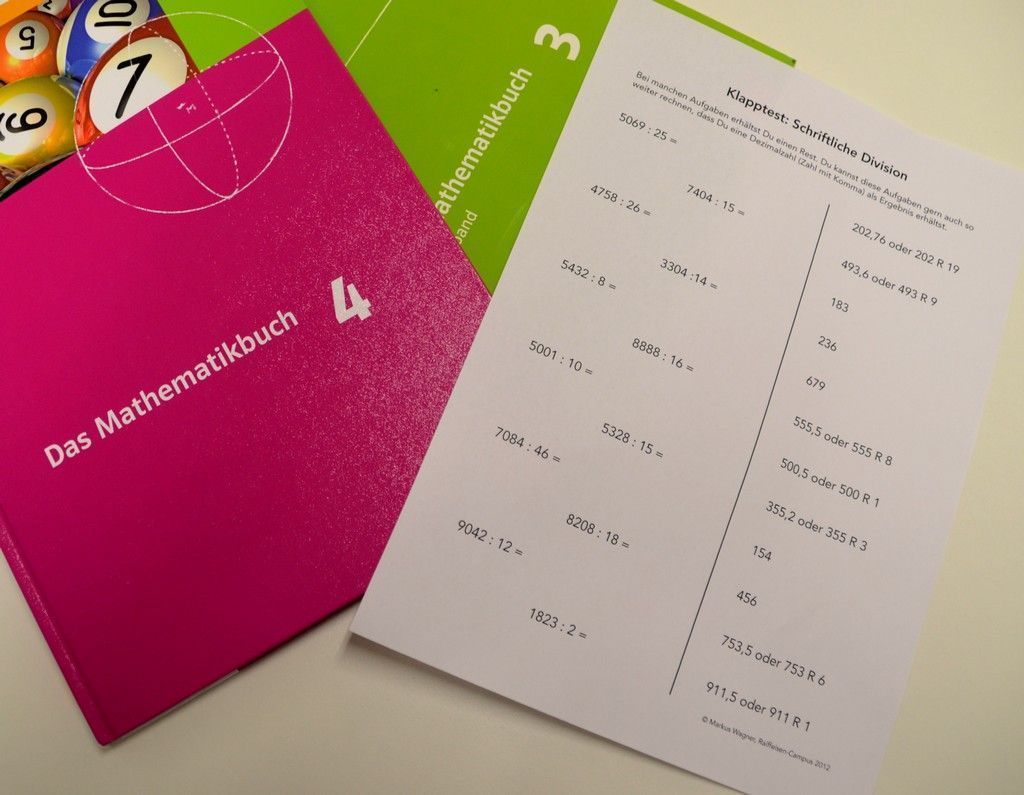 10
5
7
9
3
athematikbuch
and
Das Mathematikbuch 4
Klapptest: Schriftliche Division
Bei manchen Aufgaben erhältst Du einen Rest. Du kannst diese Aufgaben gern auch so
weiter rechnen, dass Du eine Dezimalzahl (Zahl mit Komma) als Ergebnis erhältst.
5069 : 25 =
202,76 oder 202 R 19
7404 : 15 =
493,6 oder 493 R 9
4758 : 26 =
183
3304 :14 =
236
5432 : 8 =
679
8888 : 16 =
555,5 oder 555 R 8
5001 : 10 =
500,5 oder 500 R 1
5328 : 15 =
355,2 oder 355 R 3
7084 : 46 =
154
8208 : 18 =
456
9042 : 12 =
753,5 oder 753 R 6
1823 : 2 =
911,5 oder 911 R 1
© Markus Wagner, Raiffeisen-Campus 2012